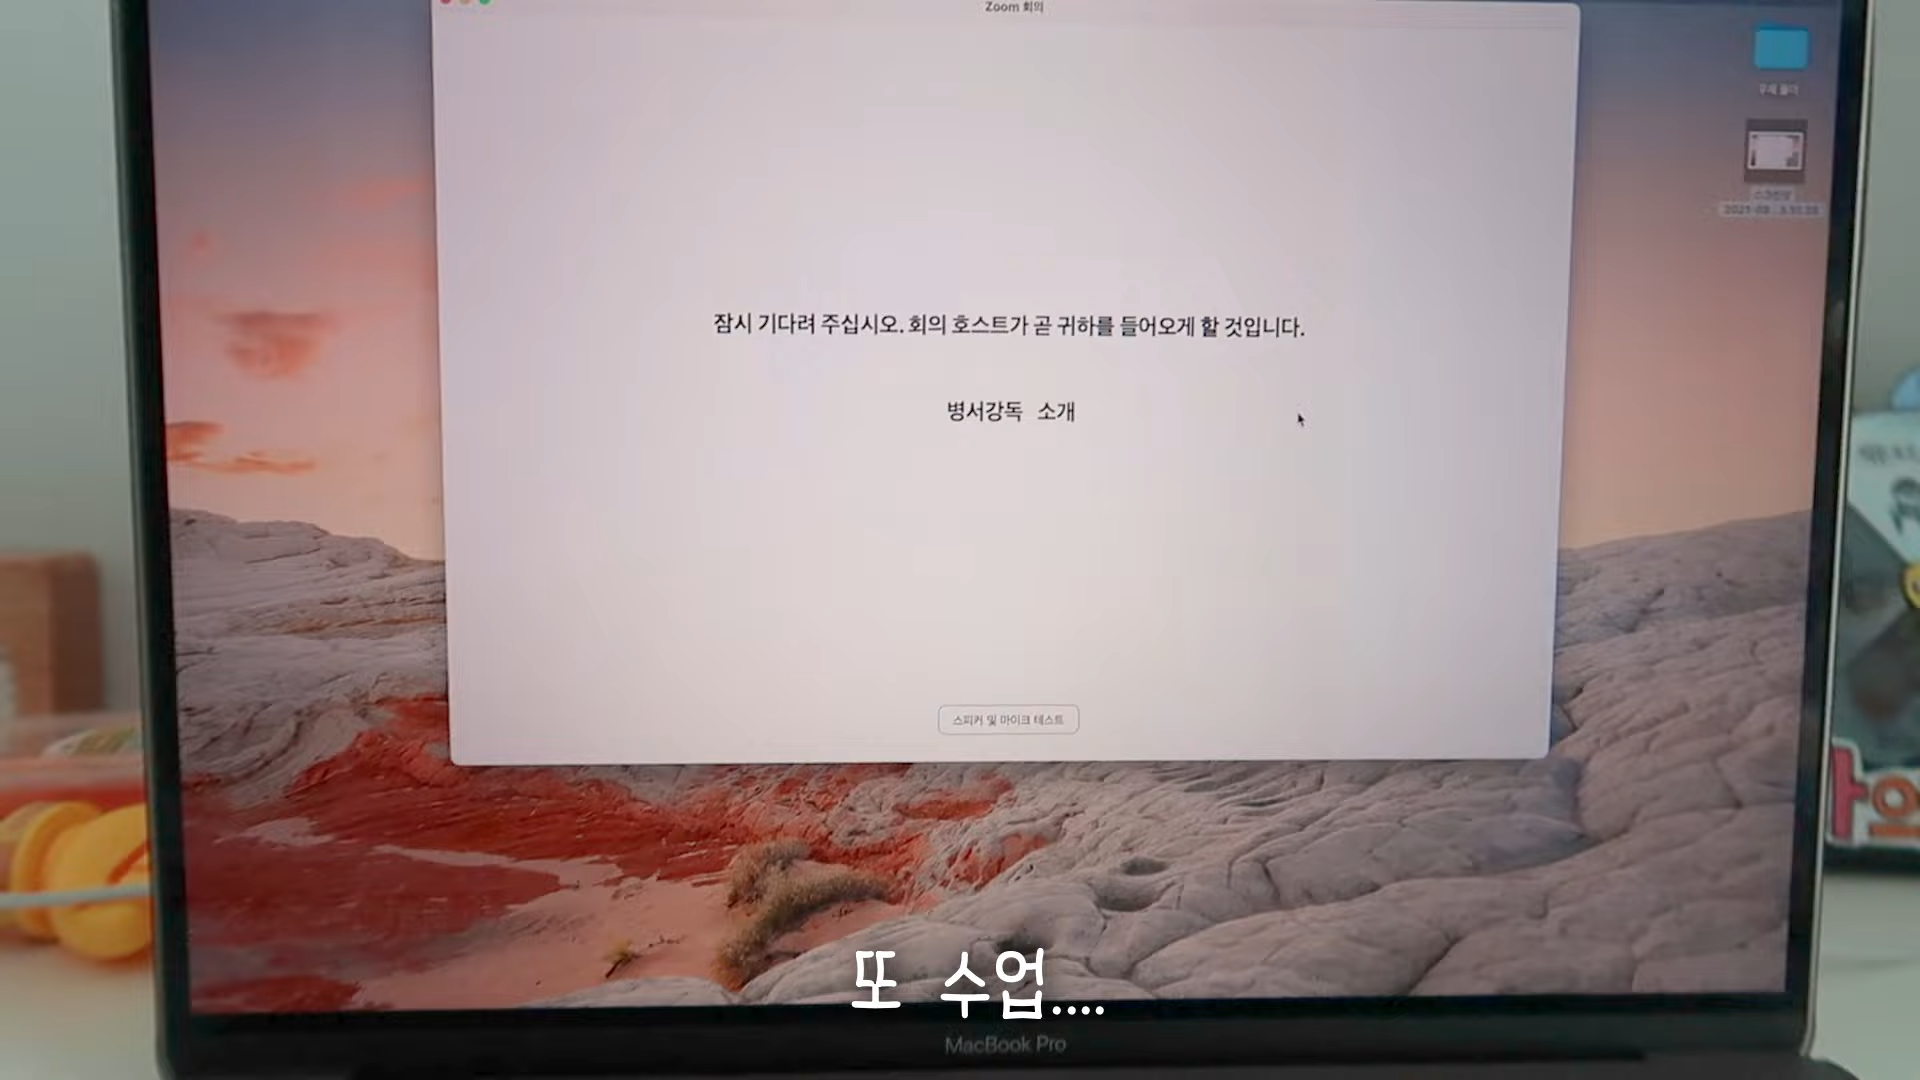 Zoom 회의
잠시 기다려 주십시오. 회의 호스트가 곧 귀하를 들어오게 할 것입니다.
병서강독 소개
스피커 및 마이크 테스트
또 수업....
MacBook Pro